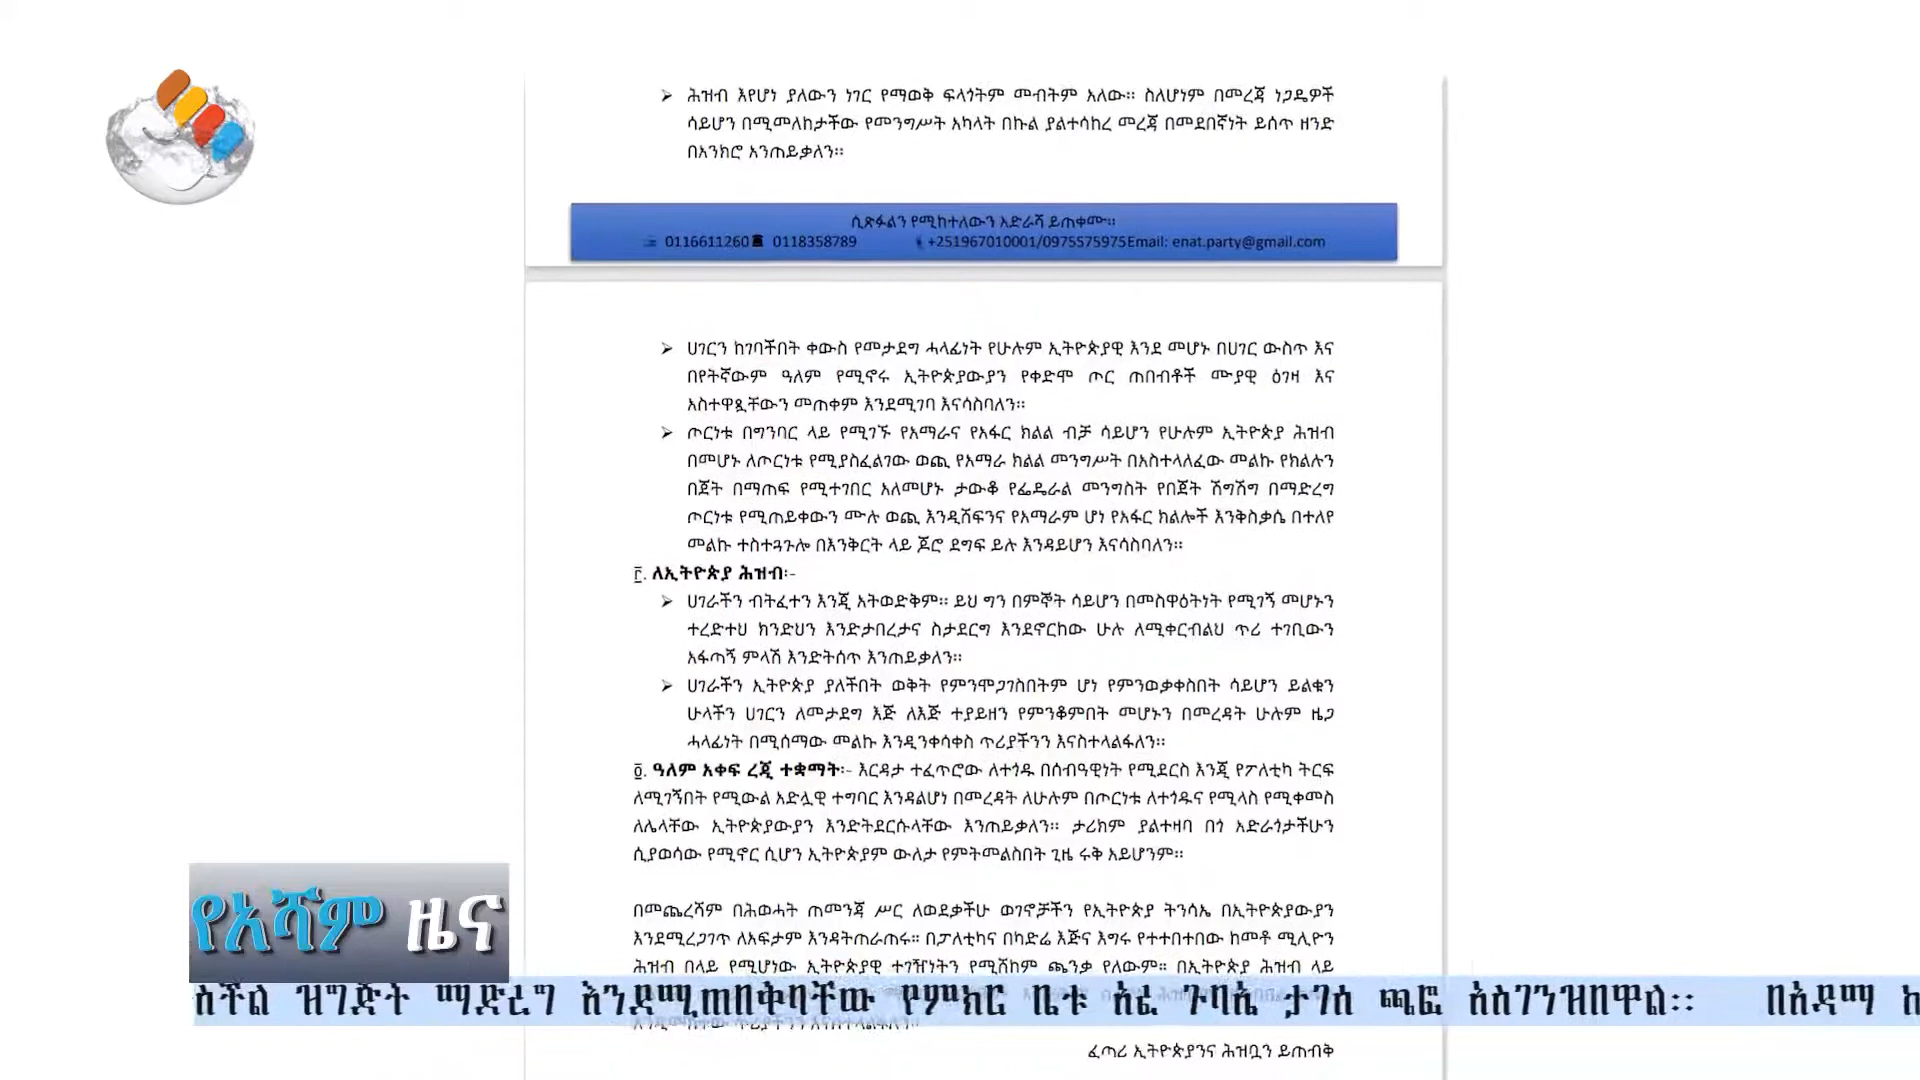 ➢ ሕዝብ እየሆነ ያለውን ነገር የማወቅ ፍላጎትም መብትም አለው፡፡ ስለሆነም በመረጃ ነጋዴዎች
ሳይሆን በሚመለከታቸው የመንግሥት አካላት በኩል ያልተሳከረ መረጃ በመደበኛነት ይሰጥ ዘንድ
በአንክሮ አንጠይቃለን፡፡
ሲጽፉልን የሚከተለውን አድራሻ ይጠቀሙ፡፡
0116611260 0118358789 +251967010001/0975575975Email: enat.party@gmail.com
➢ ሀገርን ከገባችበት ቀውስ የመታደግ ሓላፊነት የሁሉም ኢትዮጵያዊ እንደ መሆኑ በሀገር ውስጥ እና
በየትኛውም ዓለም የሚኖሩ ኢትዮጵያውያን የቀድሞ ጦር ጠበብቶች ሙያዊ ዕገዛ እና
አስተዋጿቸውን መጠቀም እንደሚገባ እናሳስባለን፡፡
➢ ጦርነቱ በግንባር ላይ የሚገኙ የአማራና የአፋር ክልል ብቻ ሳይሆን የሁሉም ኢትዮጵያ ሕዝብ
በመሆኑ ለጦርነቱ የሚያስፈልገው ወጪ የአማራ ክልል መንግሥት በአስተላለፈው መልኩ የክልሉን
በጀት በማጠፍ የሚተገበር አለመሆኑ ታውቆ የፌዴራል መንግስት የበጀት ሽግሽግ በማድረግ
ጦርነቱ የሚጠይቀውን ሙሉ ወጪ እንዲሸፍንና የአማራም ሆነ የአፋር ክልሎች እንቅስቃሴ በተለየ
መልኩ ተስተጓጉሎ በእንቅርት ላይ ጆሮ ደግፍ ይሉ እንዳይሆን እናሳስባለን፡፡
፫. ለኢትዮጵያ ሕዝብ፡-
➢ ሀገራችን ብትፈተን እንጂ አትወድቅም፡፡ ይህ ግን በምኞት ሳይሆን በመስዋዕትነት የሚገኝ መሆኑን
ተረድተህ ክንድህን እንድታበረታና ስታደርግ እንደኖርከው ሁሉ ለሚቀርብልህ ጥሪ ተገቢውን
አፋጣኝ ምላሽ እንድትሰጥ እንጠይቃለን፡፡
➢ ሀገራችን ኢትዮጵያ ያለችበት ወቅት የምንሞጋገስበትም ሆነ የምንወቃቀስበት ሳይሆን ይልቁን
ሁላችን ሀገርን ለመታደግ እጅ ለእጅ ተያይዘን የምንቆምበት መሆኑን በመረዳት ሁሉም ዜጋ
ሓላፊነት በሚሰማው መልኩ እንዲንቀሳቀስ ጥሪያችንን እናስተላልፋለን፡፡
፬. ዓለም አቀፍ ረጂ ተቋማት፡- እርዳታ ተፈጥሮው ለተጎዱ በሰብዓዊነት የሚደርስ እንጂ የፖለቲካ ትርፍ
ለሚገኝበት የሚውል አድሏዊ ተግባር እንዳልሆነ በመረዳት ለሁሉም በጦርነቱ ለተጎዱና የሚላስ የሚቀመስ
ለሌላቸው ኢትዮጵያውያን እንድትደርሱላቸው እንጠይቃለን፡፡ ታሪክም ያልተዛባ በጎ አድራጎታችሁን
ሲያወሳው የሚኖር ሲሆን ኢትዮጵያም ውለታ የምትመልስበት ጊዜ ሩቅ አይሆንም፡፡
በመጨረሻም በሕወሓት ጠመንጃ ሥር ለወደቃችሁ ወገኖቻችን የኢትዮጵያ ትንሳኤ በኢትዮጵያውያን
እንደሚረጋገጥ ለአፍታም እንዳትጠራጠሩ። በፖለቲካና በካድሬ እጅና እግሩ የተተበተበው ከመቶ ሚሊዮን
ሕዝብ በላይ የሚሆነው ኢትዮጵያዊ ተገዥነትን የሚሸከም ጫንቃ የለውም። በኢትዮጵያ ሕዝብ ላይ
የአሻም ዜና
ስችል ዝግጅት ማድረግ እንደሚጠበቅባቸው የምክር ቤቱ አፈ ጉባኤ ታገሰ ጫፎ አስገንዝበዋል፡፡ በአዳማ ከ
ፈጣሪ ኢትዮጵያንና ሕዝቧን ይጠብቅ